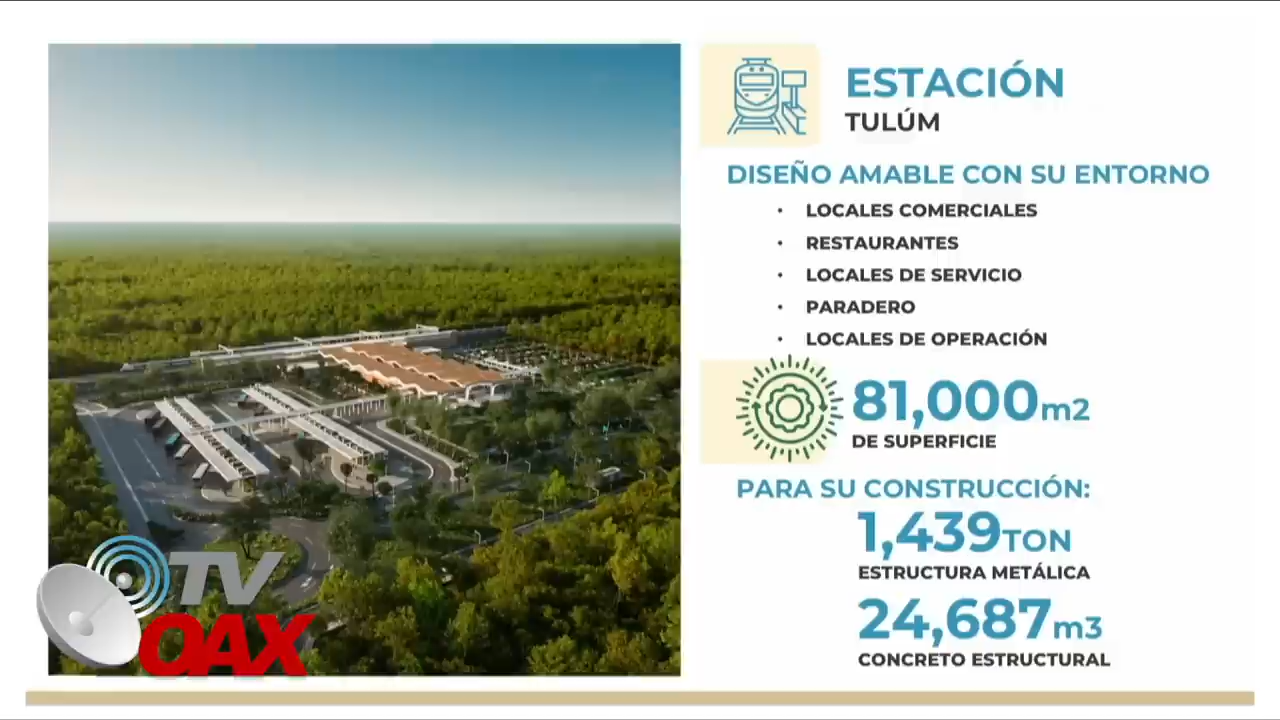 ESTACIÓN
TULÚM
DISEÑO AMABLE CON SU ENTORNO
• LOCALES COMERCIALES
• RESTAURANTES
• LOCALES DE SERVICIO
• PARADERO
• LOCALES DE OPERACIÓN
81,000m2
DE SUPERFICIE
PARA SU CONSTRUCCIÓN:
1,439TON
ESTRUCTURA METÁLICA
24,687m3
CONCRETO ESTRUCTURAL
TV
OAX